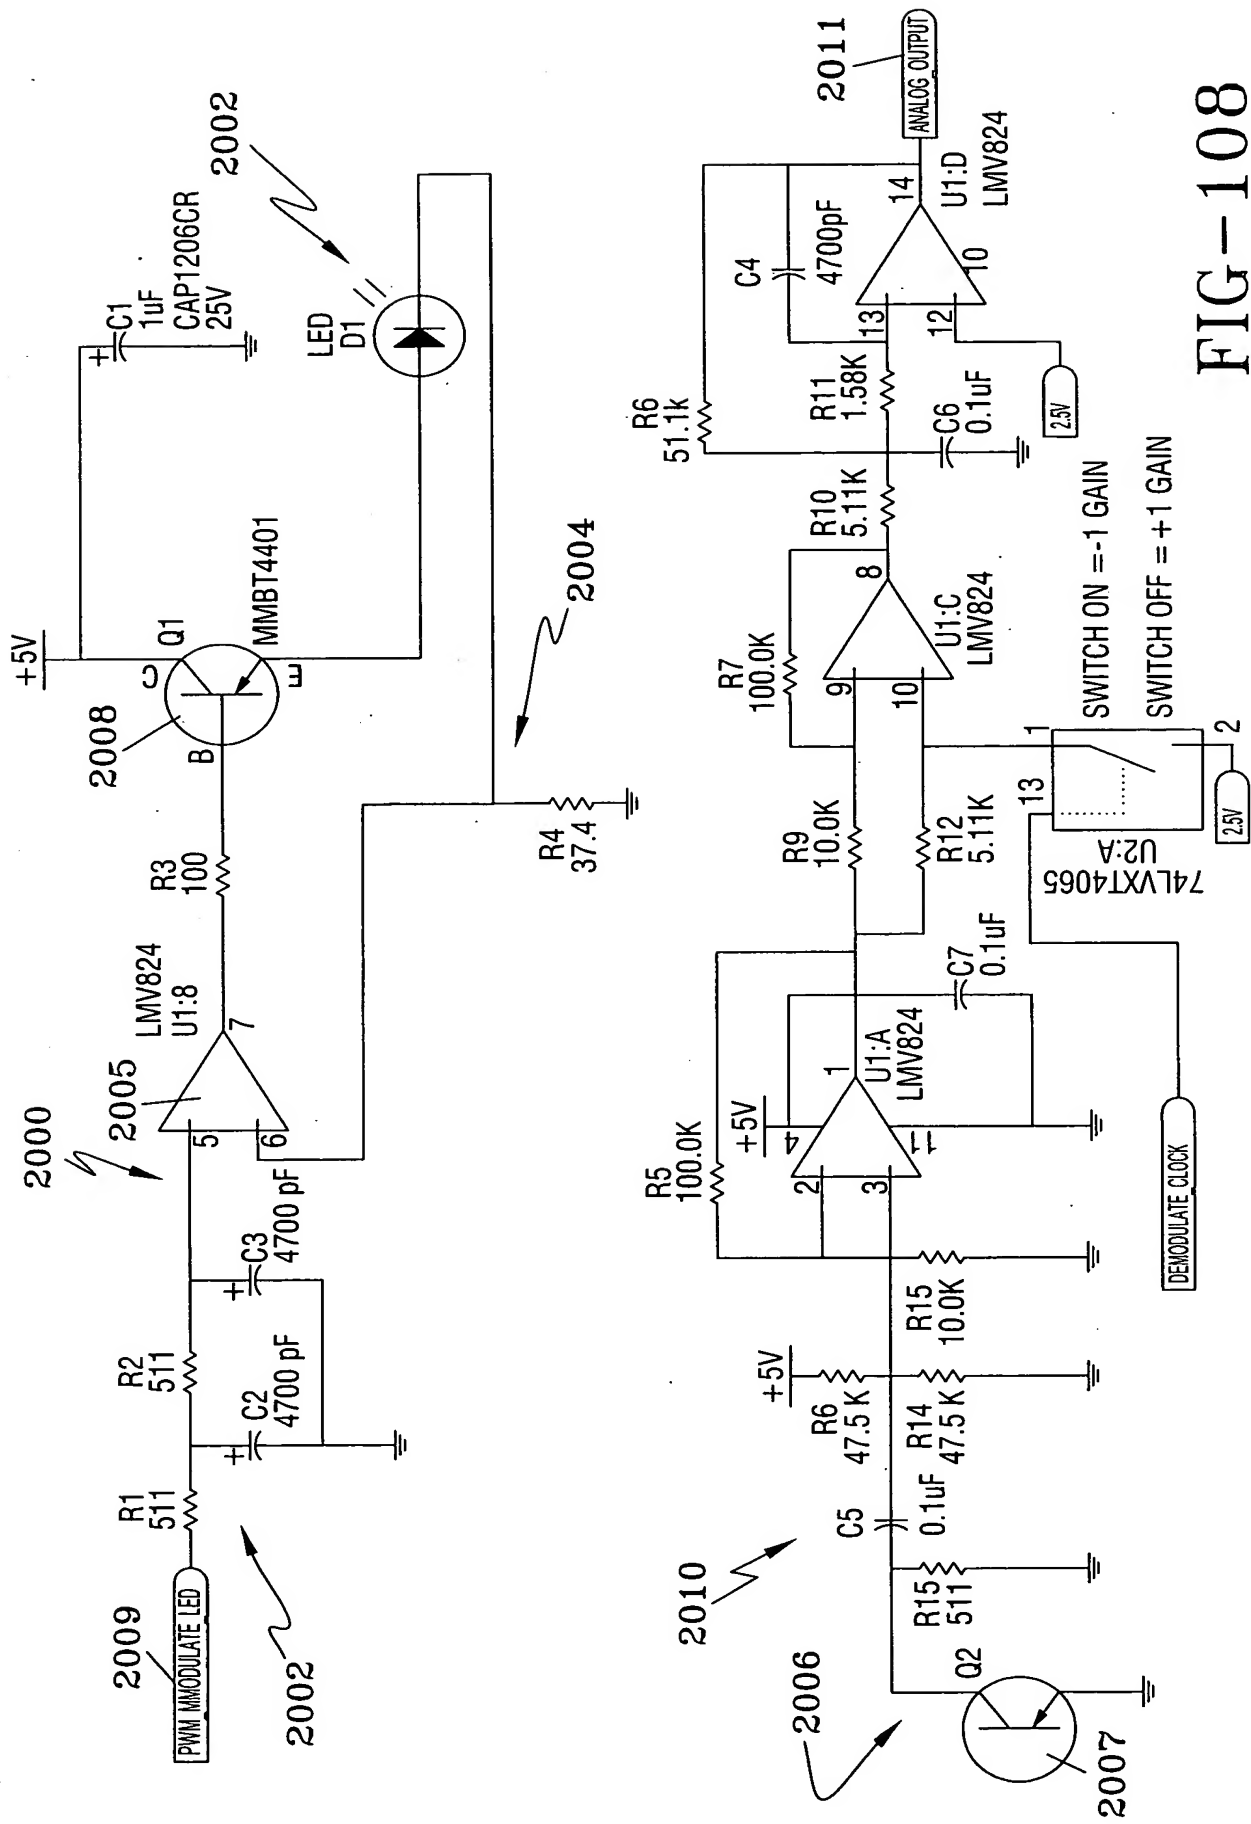 2000
2005
LMV824
U1:8
5
6
7
R3
100
2008
B
C
E
+5V
Q1
MMBT4401
+
C1
1uF
CAP1206CR
25V
2002
LED
D1
2009
PWM MMODULATE LED
R1
511
R2
511
+
C2
4700 pF
+
C3
4700 pF
2002
R4
37.4
2004
2010
2006
Q2
2007
R15
511
C5
0.1uF
+5V
R6
47.5 K
R14
47.5 K
R15
10.0K
R5
100.0K
+5V
4
2
3
11
1
U1:A
LMV824
C7
0.1uF
R9
10.0K
R12
5.11K
R7
100.0K
9
10
8
U1:C
LMV824
R10
5.11K
R6
51.1k
R11
1.58K
C6
0.1uF
C4
4700pF
13
12
14
10
U1:D
LMV824
2.5V
2011
ANALOG OUTPUT
DEMODULATE CLOCK
13
1
2
74LVXT4065
U2:A
2.5V
SWITCH ON =-1 GAIN
SWITCH OFF = +1 GAIN
FIG-108